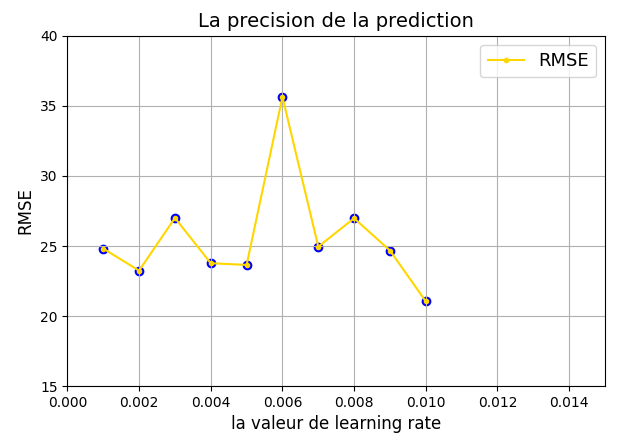 La precision de la prediction
RMSE
40
35
30
25
20
15
RMSE
0.000 0.002 0.004 0.006 0.008 0.010 0.012 0.014
la valeur de learning rate